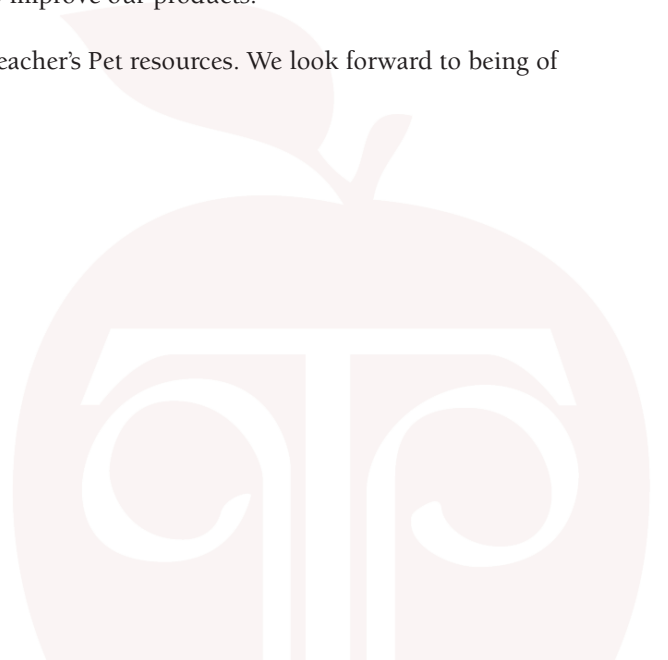 improve our products.
eacher’s Pet resources. We look forward to being of